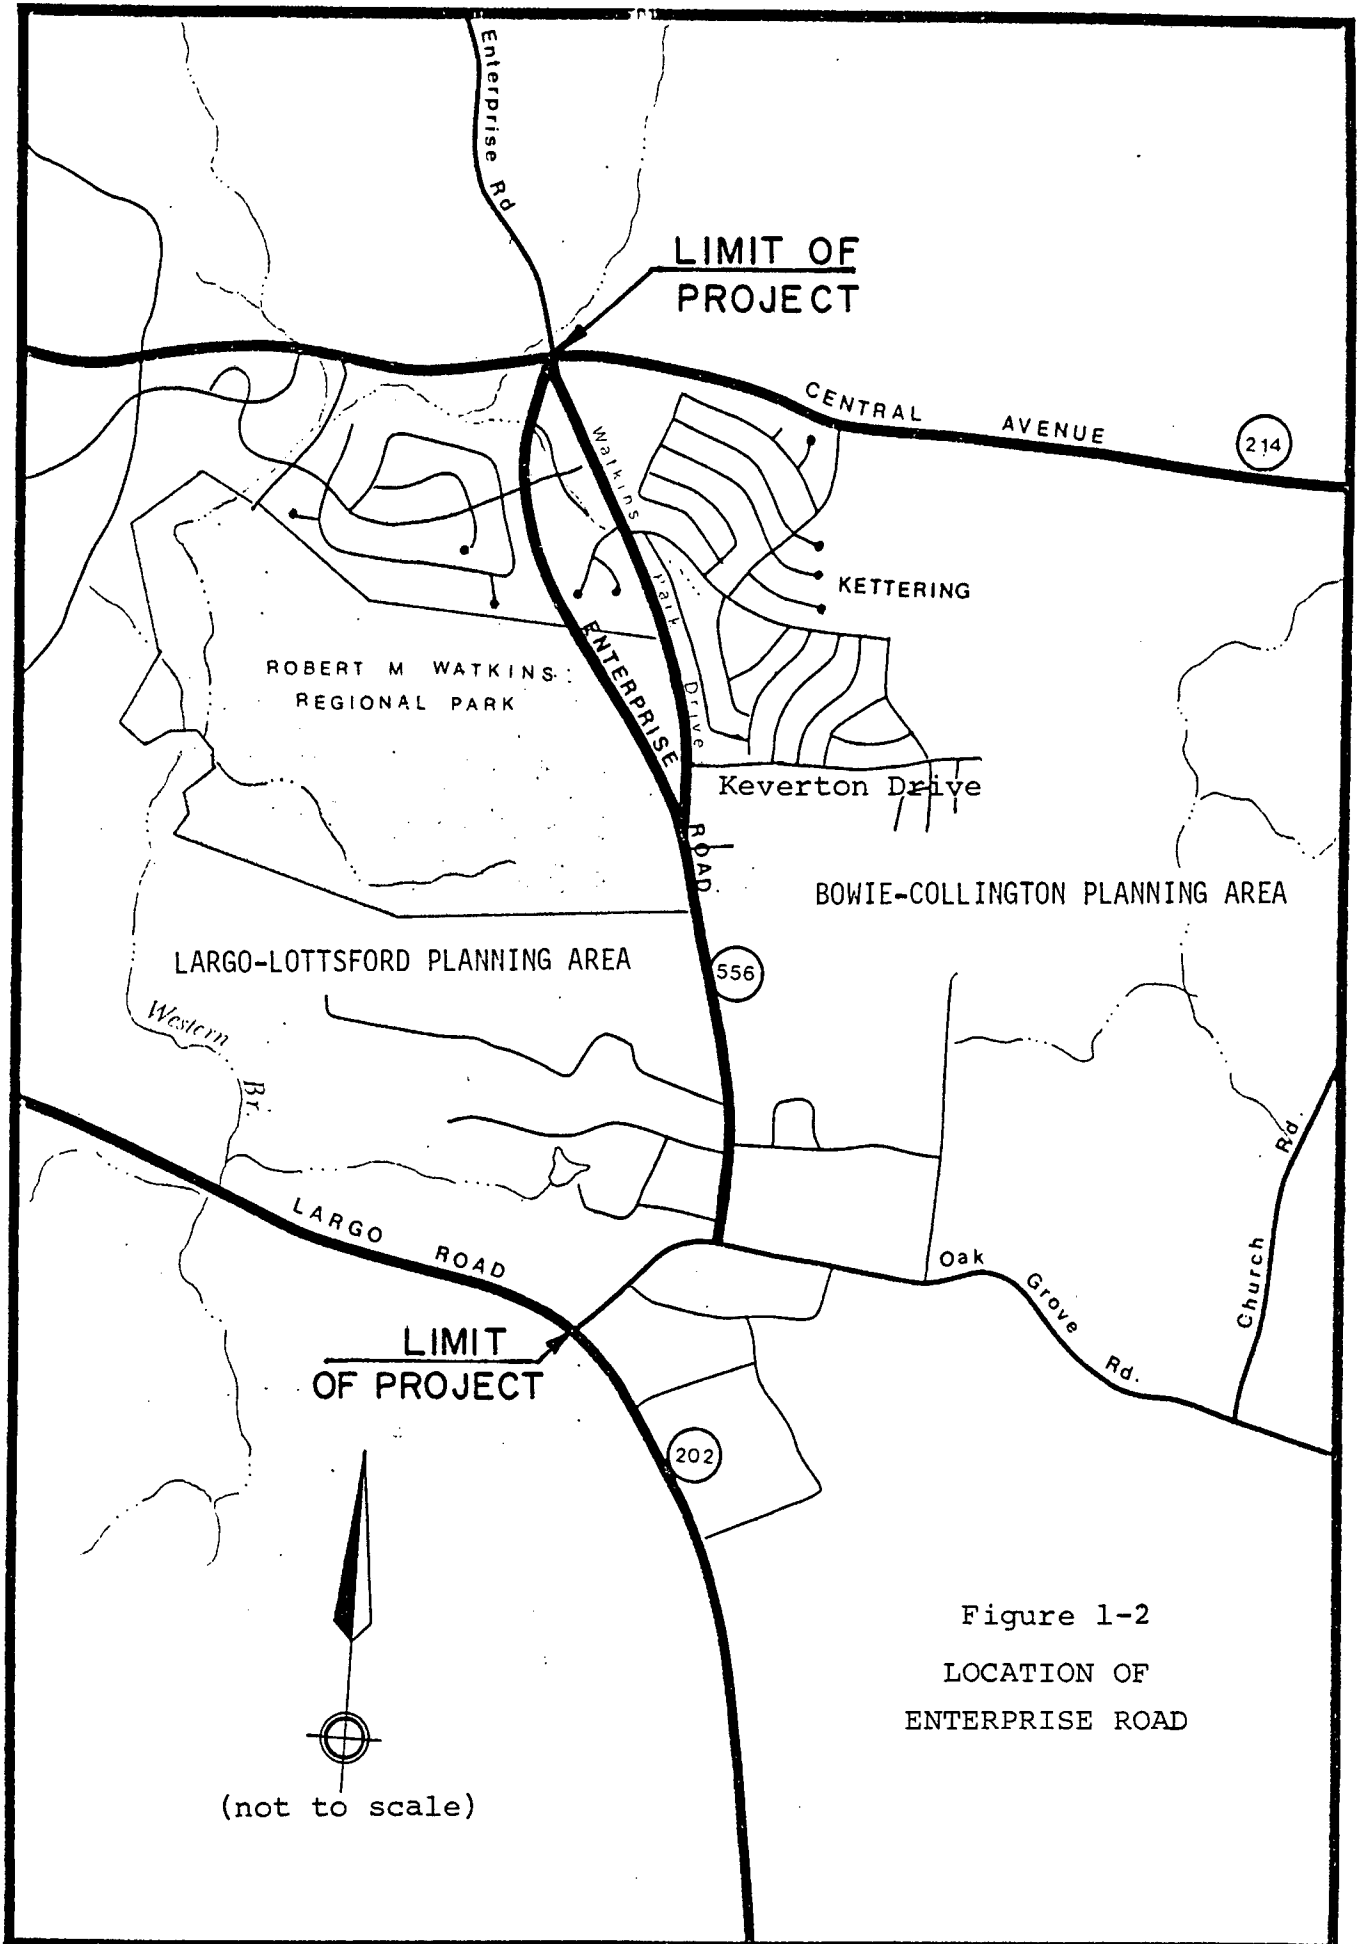 Enterprise Rd
LIMIT OF
PROJECT
CENTRAL AVENUE
214
Watkins Park Drive
KETTERING
ENTERPRISE ROAD
ROBERT M WATKINS
REGIONAL PARK
Keverton Drive
BOWIE-COLLINGTON PLANNING AREA
LARGO-LOTTSFORD PLANNING AREA
556
Western Br.
LARGO ROAD
Oak Grove Rd.
Church Rd.
LIMIT
OF PROJECT
202
Figure 1-2
LOCATION OF
ENTERPRISE ROAD
(not to scale)